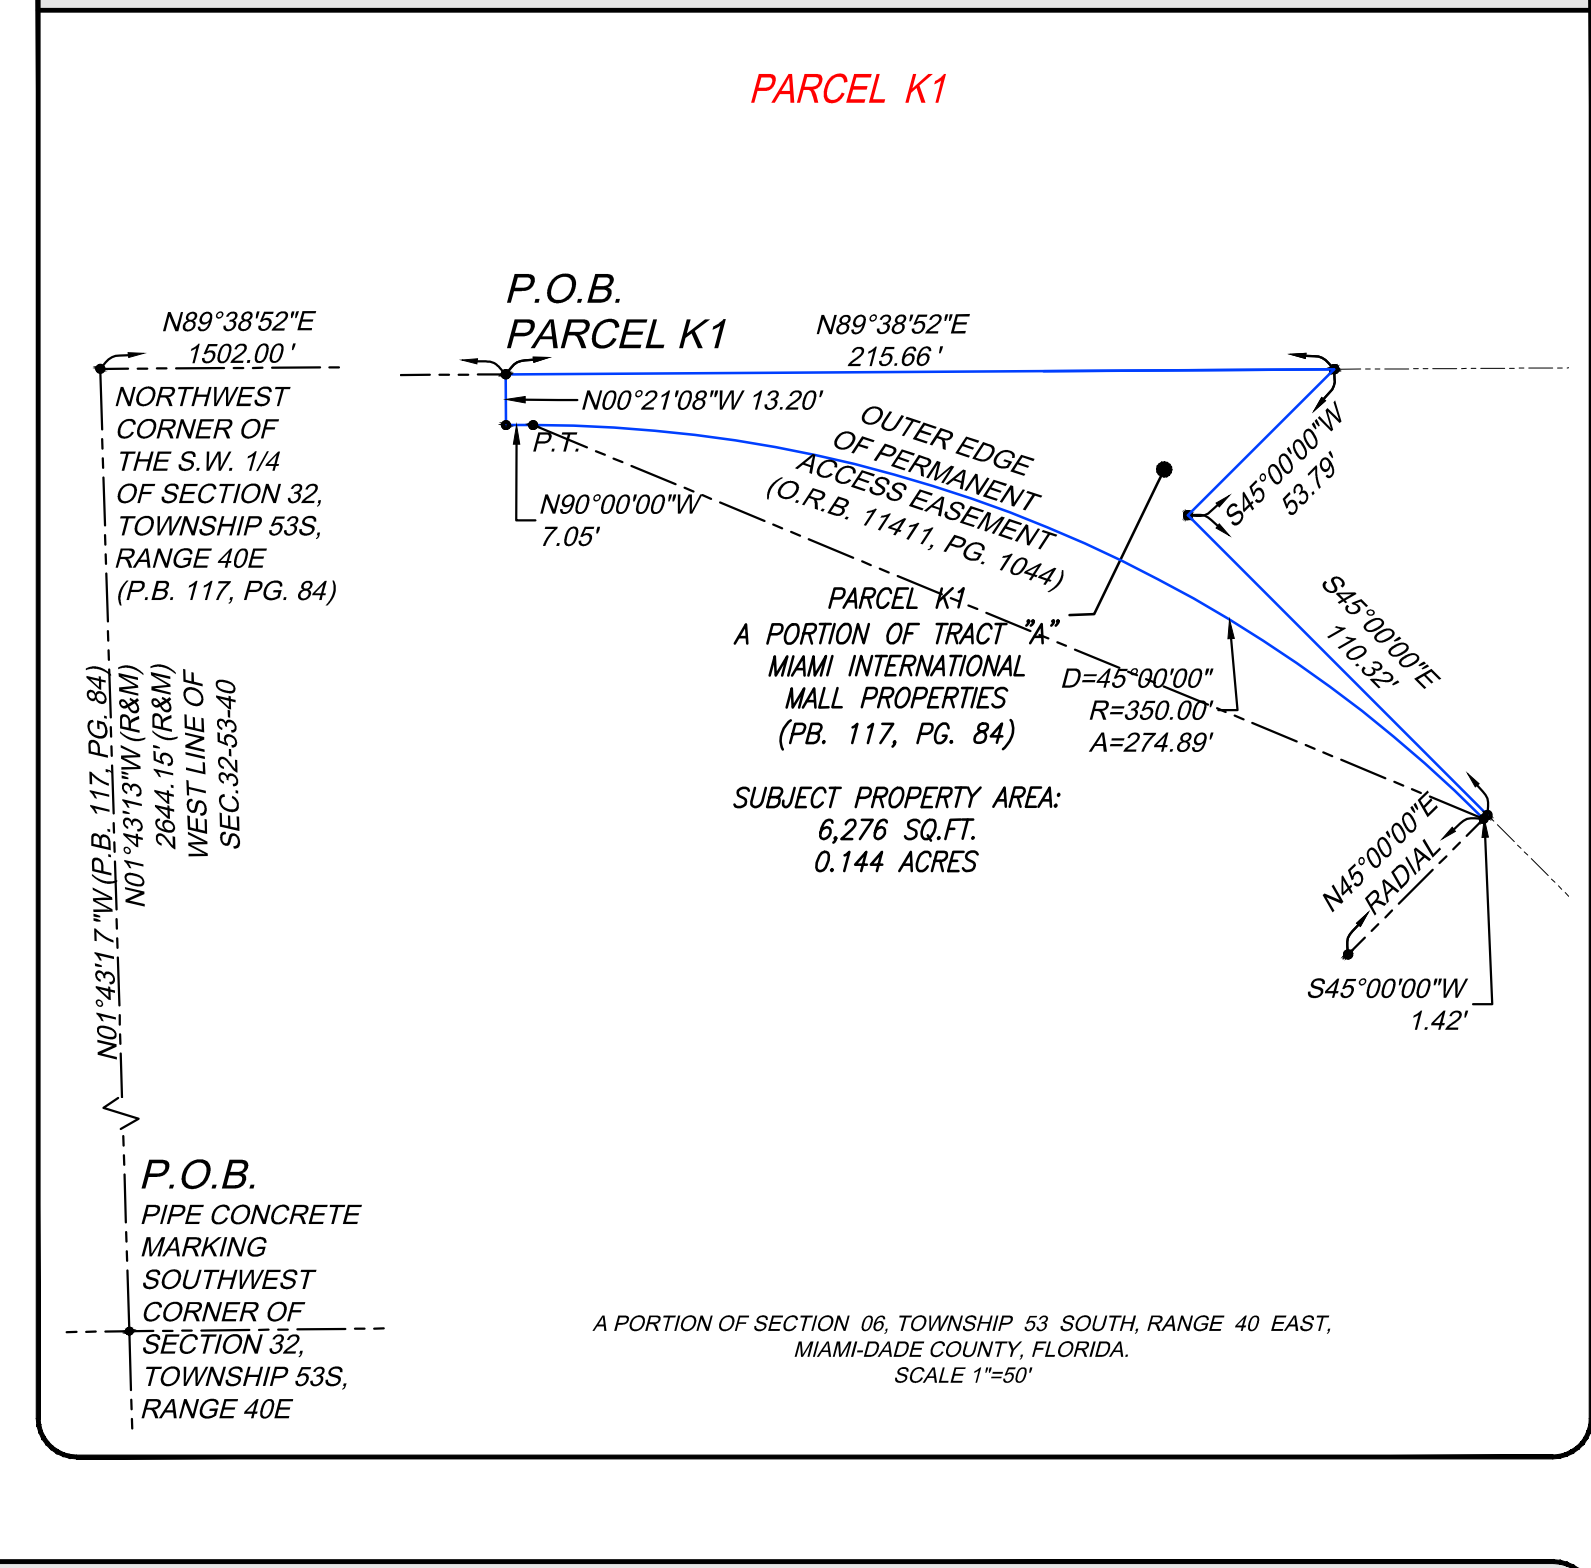 PARCEL K1
P.O.B.
PARCEL K1
N89°38'52"E
1502.00'
N89°38'52"E
215.66'
NORTHWEST
CORNER OF
THE S.W. 1/4
OF SECTION 32,
TOWNSHIP 53S,
RANGE 40E
(P.B. 117, PG. 84)
N00°21'08"W 13.20'
P.T.
N90°00'00"W
7.05'
OUTER EDGE
OF PERMANENT
ACCESS EASEMENT
(O.R.B. 11411, PG. 1044)
S45°00'00"W
53.79'
S45°00'00"E
110.32'
PARCEL K1
A PORTION OF TRACT "A"
MIAMI INTERNATIONAL
MALL PROPERTIES
(PB. 117, PG. 84)
SUBJECT PROPERTY AREA:
6,276 SQ.FT.
0.144 ACRES
D=45°00'00"
R=350.00'
A=274.89'
N45°00'00"E
RADIAL
S45°00'00"W
1.42'
N01°43'17"W (P.B. 117, PG. 84)
N01°43'13"W (R&M)
2644.15' (R&M)
WEST LINE OF
SEC.32-53-40
P.O.B.
PIPE CONCRETE
MARKING
SOUTHWEST
CORNER OF
SECTION 32,
TOWNSHIP 53S,
RANGE 40E
A PORTION OF SECTION 06, TOWNSHIP 53 SOUTH, RANGE 40 EAST,
MIAMI-DADE COUNTY, FLORIDA.
SCALE 1"=50'